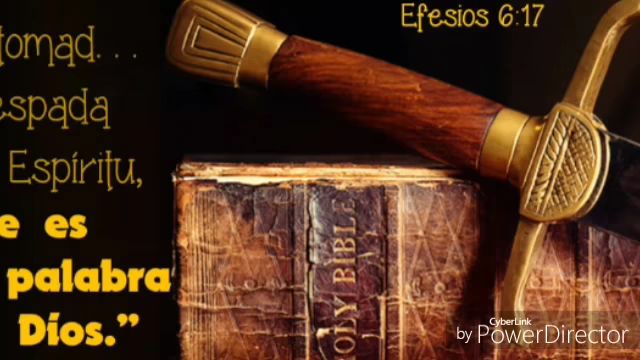 Efesios 6:17
tomad...
espada
Espíritu,
e es
palabra
Dios.”
HOLY BIBLE
CyberLink
by PowerDirector